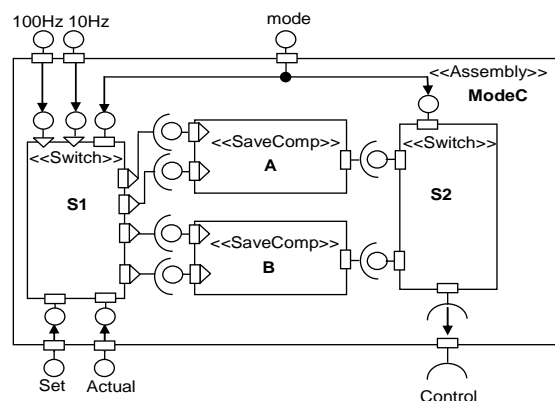 100Hz 10Hz mode
<<Assembly>>
ModeC
<<Switch>>
S1
<<SaveComp>>
A
<<Switch>>
S2
<<SaveComp>>
B
Set Actual Control